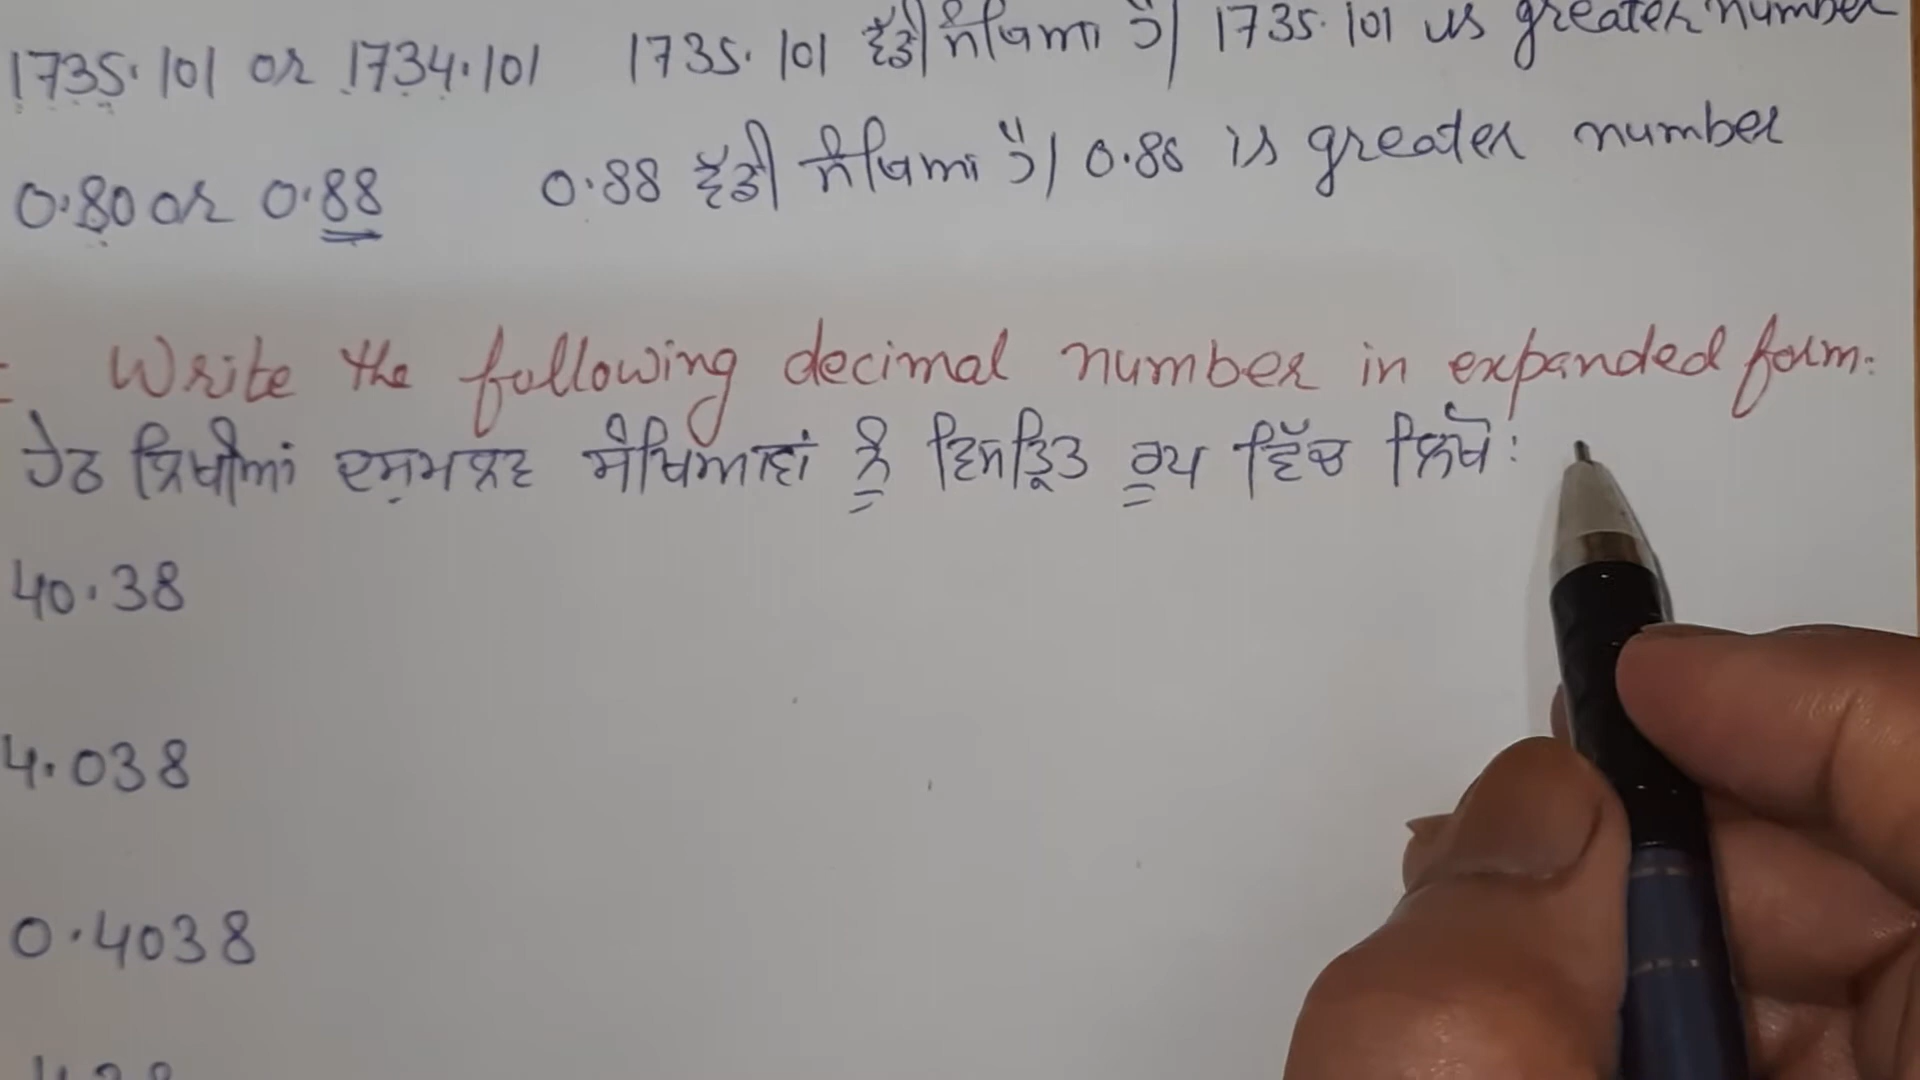 1735.101 or 1734.101 1735.101 ਵੱਡੀ ਸੰਖਿਆ ਹੈ| 1735.101 is greater number
0.80 or 0.88 0.88 ਵੱਡੀ ਸੰਖਿਆ ਹੈ| 0.88 is greater number
Write the following decimal number in expanded form:
ਹੇਠ ਲਿਖੀਆਂ ਦਸ਼ਮਲਵ ਸੰਖਿਆਵਾਂ ਨੂੰ ਵਿਸਤ੍ਰਿਤ ਰੂਪ ਵਿੱਚ ਲਿਖੋ:
40.38
4.038
0.4038